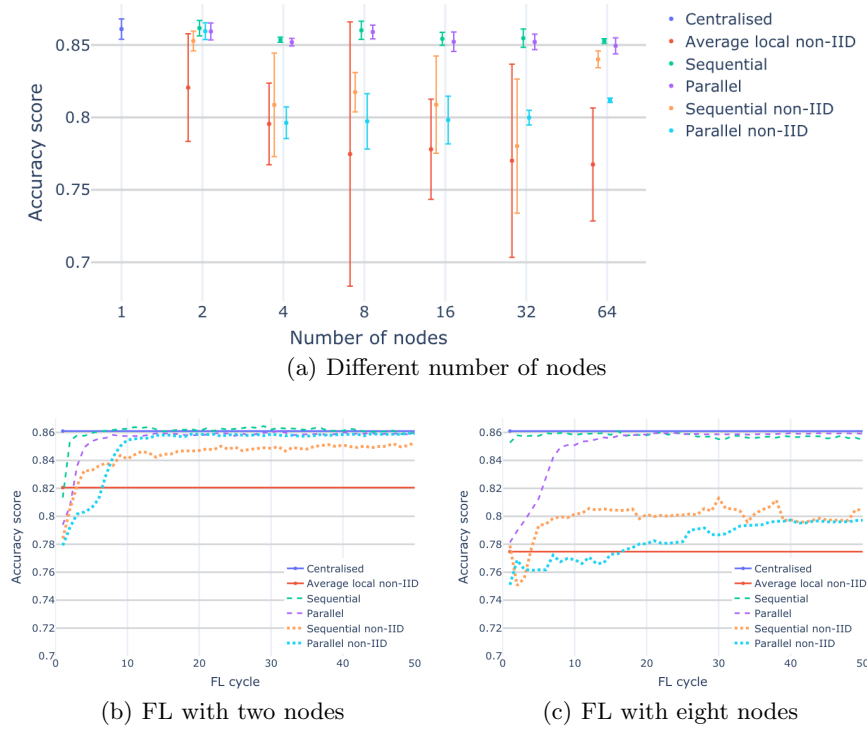 0.85
0.8
0.75
0.7
Accuracy score
1 2 4 8 16 32 64
Number of nodes
Centralised
Average local non-IID
Sequential
Parallel
Sequential non-IID
Parallel non-IID
(a) Different number of nodes
0.86
0.84
0.82
0.8
0.78
0.76
0.74
0.72
0.7
Accuracy score
0 10 20 30 40 50
FL cycle
Centralised
Average local non-IID
Sequential
Parallel
Sequential non-IID
Parallel non-IID
(b) FL with two nodes
0.86
0.84
0.82
0.8
0.78
0.76
0.74
0.72
0.7
Accuracy score
0 10 20 30 40 50
FL cycle
Centralised
Average local non-IID
Sequential
Parallel
Sequential non-IID
Parallel non-IID
(c) FL with eight nodes